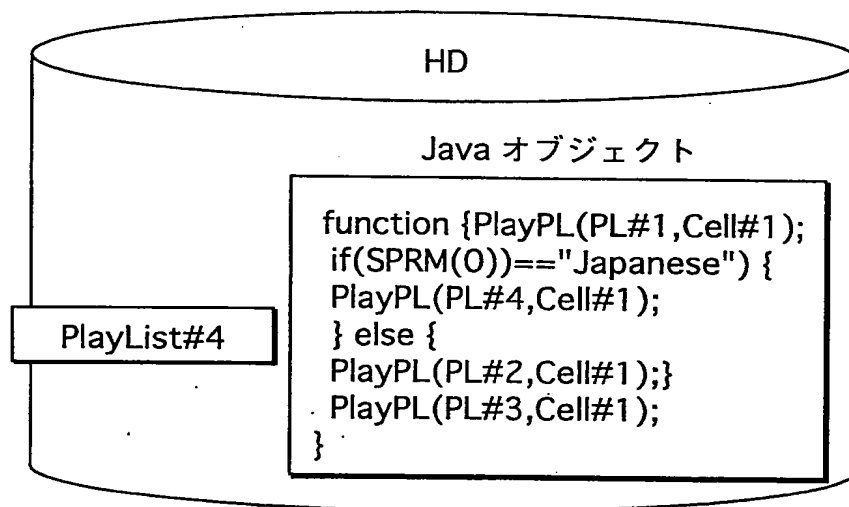 HD
Java オブジェクト
function {PlayPL(PL#1,Cell#1);
if(SPRM(0))=="Japanese") {
PlayPL(PL#4,Cell#1);
} else {
PlayPL(PL#2,Cell#1);}
PlayPL(PL#3,Cell#1);
}
PlayList#4